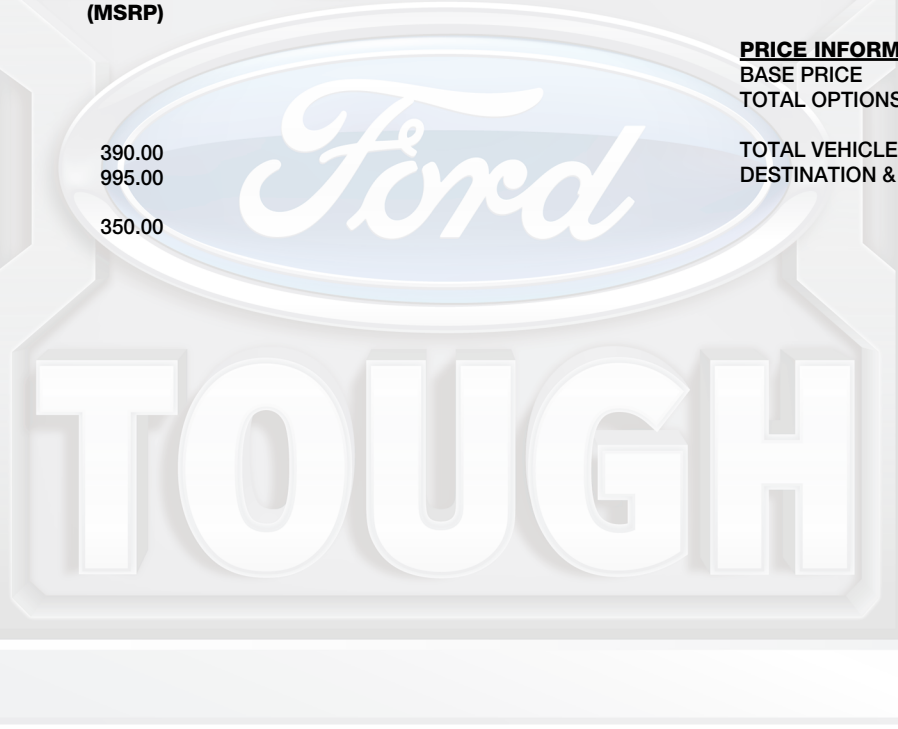 (MSRP)
PRICE INFORM
BASE PRICE
TOTAL OPTIONS
390.00
995.00
350.00
TOTAL VEHICLE
DESTINATION &
Ford
TOUGH